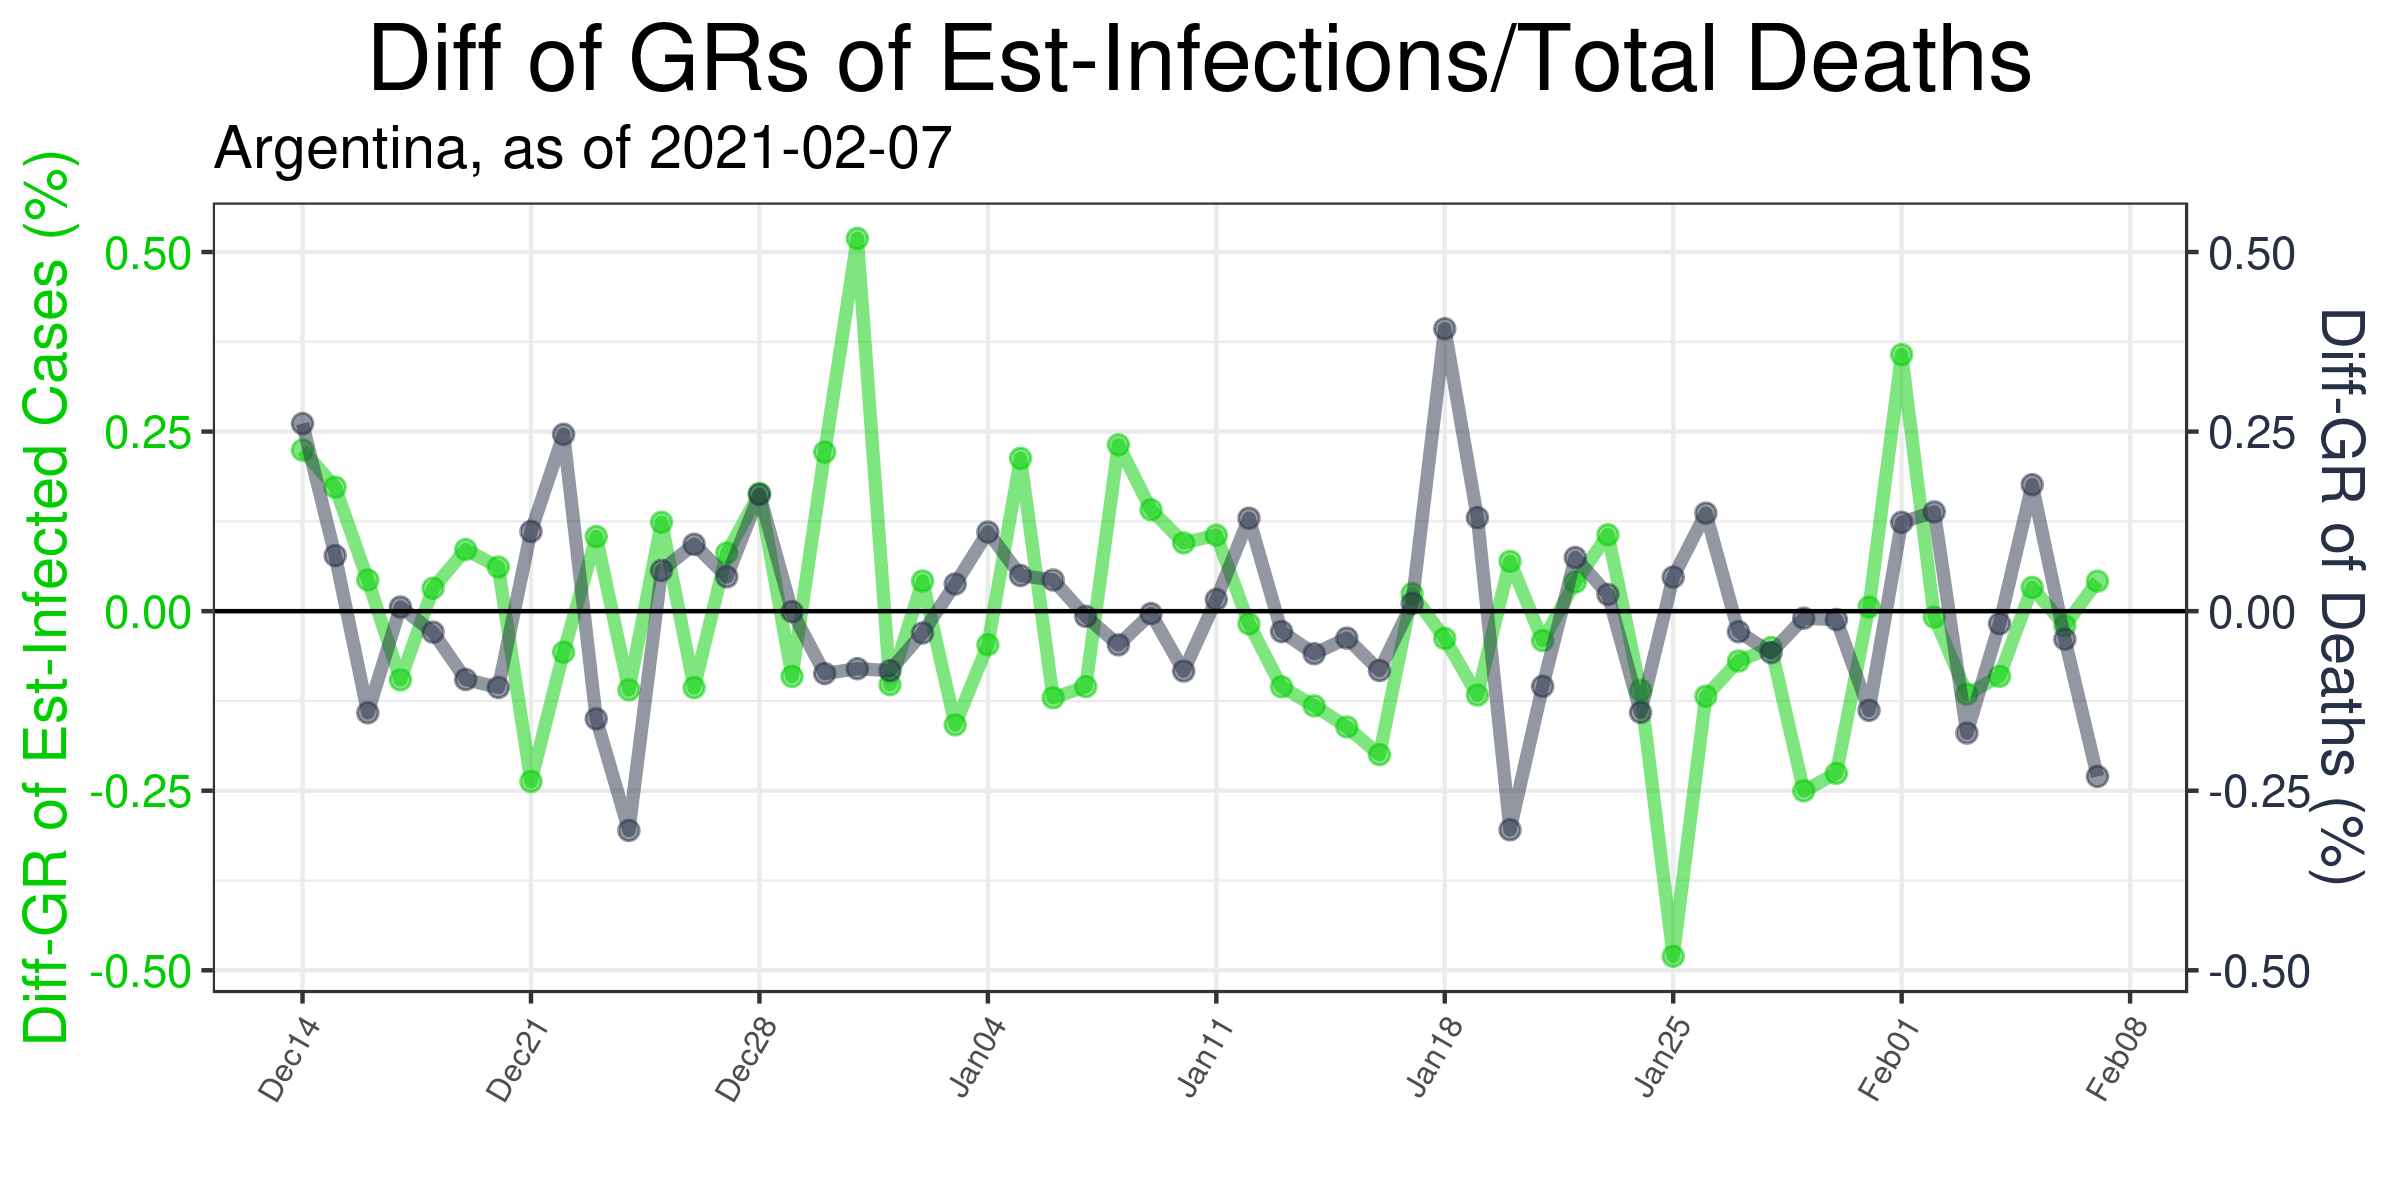 Diff of GRs of Est-Infections/Total Deaths
Argentina, as of 2021-02-07
Diff-GR of Est-Infected Cases (%)
0.50
0.25
0.00
-0.25
-0.50
0.50
0.25
0.00
-0.25
-0.50
Diff-GR of Deaths (%)
Dec14
Dec21
Dec28
Jan04
Jan11
Jan18
Jan25
Feb01
Feb08